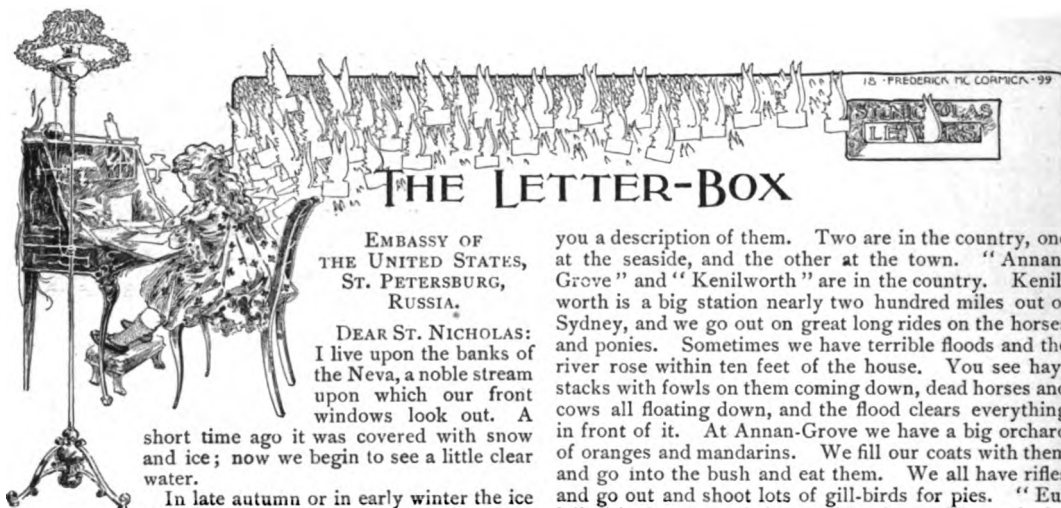 18 · FREDERICK MC CORMICK · 99
ST. NICHOLAS
LETTERS
THE LETTER-BOX
EMBASSY OF
THE UNITED STATES,
ST. PETERSBURG,
RUSSIA.
DEAR ST. NICHOLAS:
I live upon the banks of
the Neva, a noble stream
upon which our front
windows look out. A
short time ago it was covered with snow
and ice; now we begin to see a little clear
water.
In late autumn or in early winter the ice
you a description of them. Two are in the country, one
at the seaside, and the other at the town. "Annan-
Grove" and "Kenilworth" are in the country. Kenil
worth is a big station nearly two hundred miles out o
Sydney, and we go out on great long rides on the horse
and ponies. Sometimes we have terrible floods and the
river rose within ten feet of the house. You see hay
stacks with fowls on them coming down, dead horses and
cows all floating down, and the flood clears everything
in front of it. At Annan-Grove we have a big orchard
of oranges and mandarins. We fill our coats with them
and go into the bush and eat them. We all have rifle
and go out and shoot lots of gill-birds for pies. "Eu